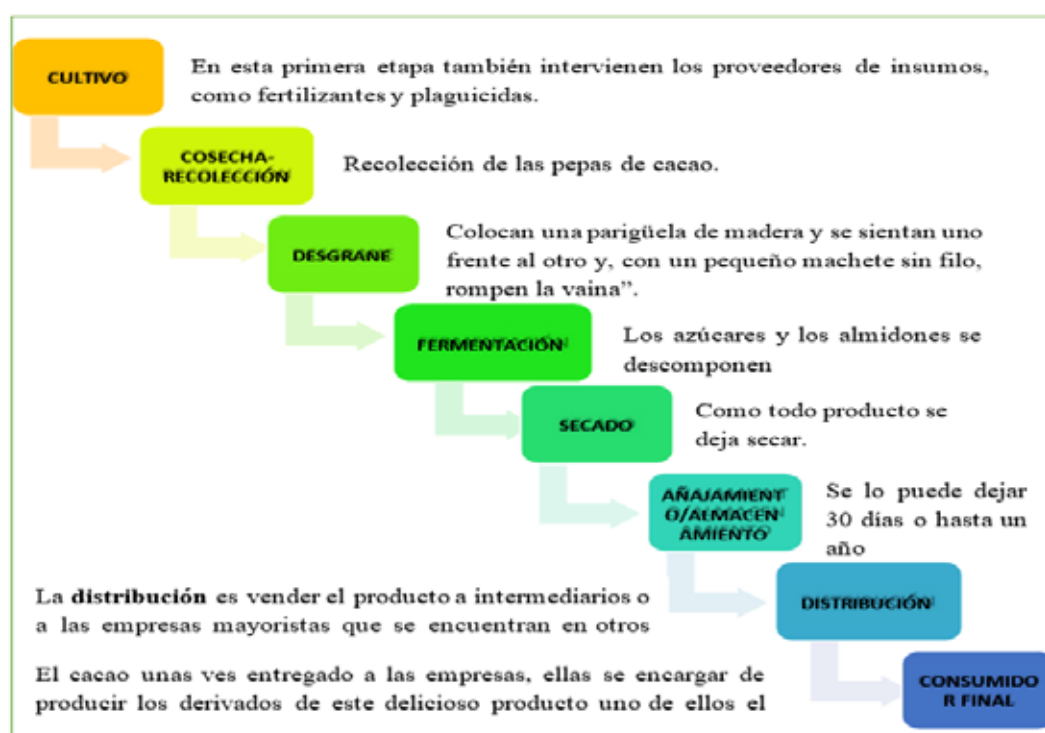 CULTIVO
En esta primera etapa también intervienen los proveedores de insumos,
como fertilizantes y plaguicidas.
COSECHA-
RECOLECCIÓN
Recolección de las pepas de cacao.
DESGRANE
Colocan una parigüela de madera y se sientan uno
frente al otro y, con un pequeño machete sin filo,
rompen la vaina”.
FERMENTACIÓN
Los azúcares y los almidones se
descomponen
SECADO
Como todo producto se
deja secar.
AÑAJAMIENT
O/ALMACEN
AMIENTO
Se lo puede dejar
30 días o hasta un
año
La distribución es vender el producto a intermediarios o
a las empresas mayoristas que se encuentran en otros
DISTRIBUCIÓN
El cacao unas ves entregado a las empresas, ellas se encargar de
producir los derivados de este delicioso producto uno de ellos el
CONSUMIDO
R FINAL